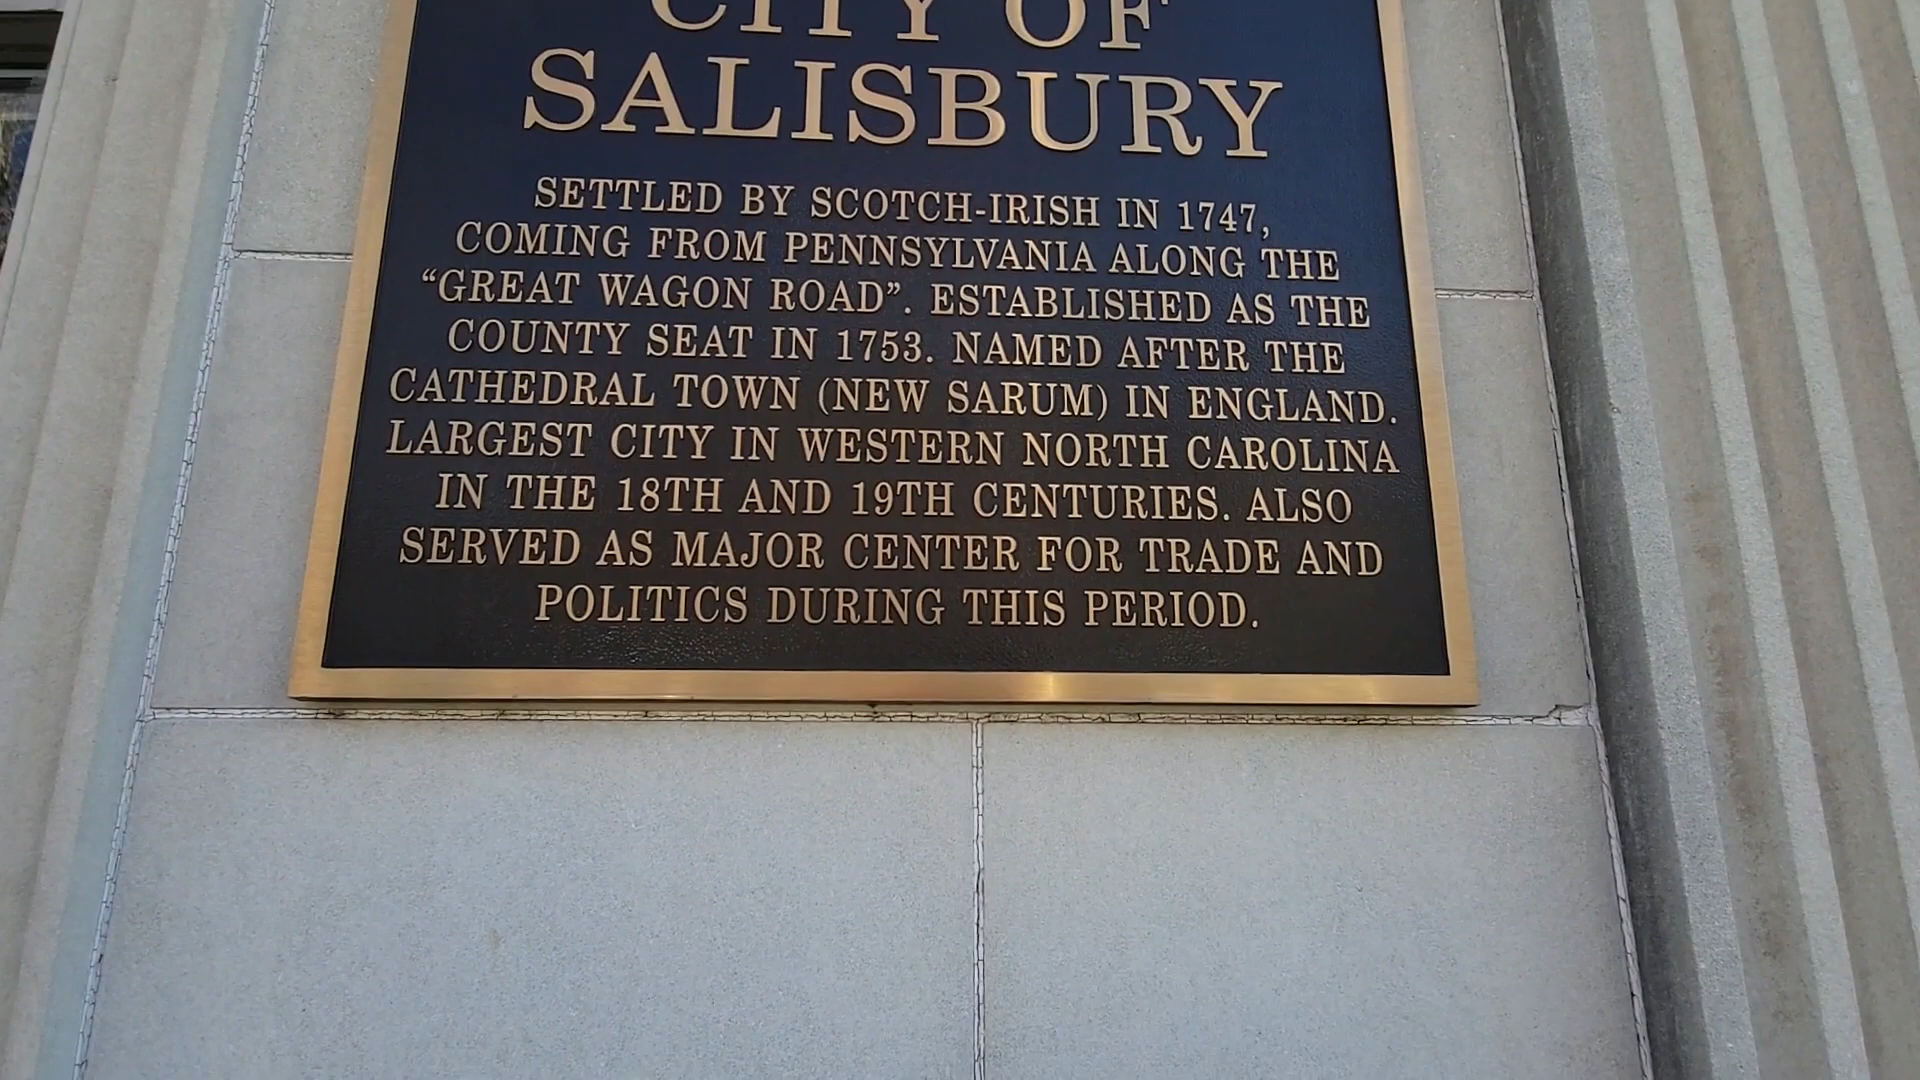 CITY OF
SALISBURY
SETTLED BY SCOTCH-IRISH IN 1747,
COMING FROM PENNSYLVANIA ALONG THE
“GREAT WAGON ROAD”. ESTABLISHED AS THE
COUNTY SEAT IN 1753. NAMED AFTER THE
CATHEDRAL TOWN (NEW SARUM) IN ENGLAND.
LARGEST CITY IN WESTERN NORTH CAROLINA
IN THE 18TH AND 19TH CENTURIES. ALSO
SERVED AS MAJOR CENTER FOR TRADE AND
POLITICS DURING THIS PERIOD.